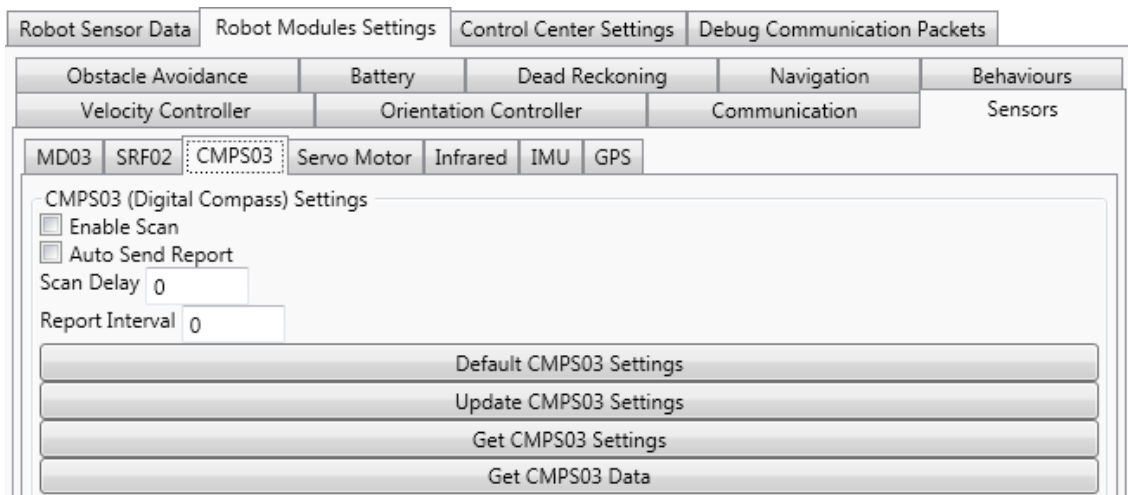 Robot Sensor Data Robot Modules Settings Control Center Settings Debug Communication Packets
Obstacle Avoidance Battery Dead Reckoning Navigation Behaviours
Velocity Controller Orientation Controller Communication Sensors
MD03 SRF02 CMPS03 Servo Motor Infrared IMU GPS
CMPS03 (Digital Compass) Settings
Enable Scan
Auto Send Report
Scan Delay 0
Report Interval 0
Default CMPS03 Settings
Update CMPS03 Settings
Get CMPS03 Settings
Get CMPS03 Data